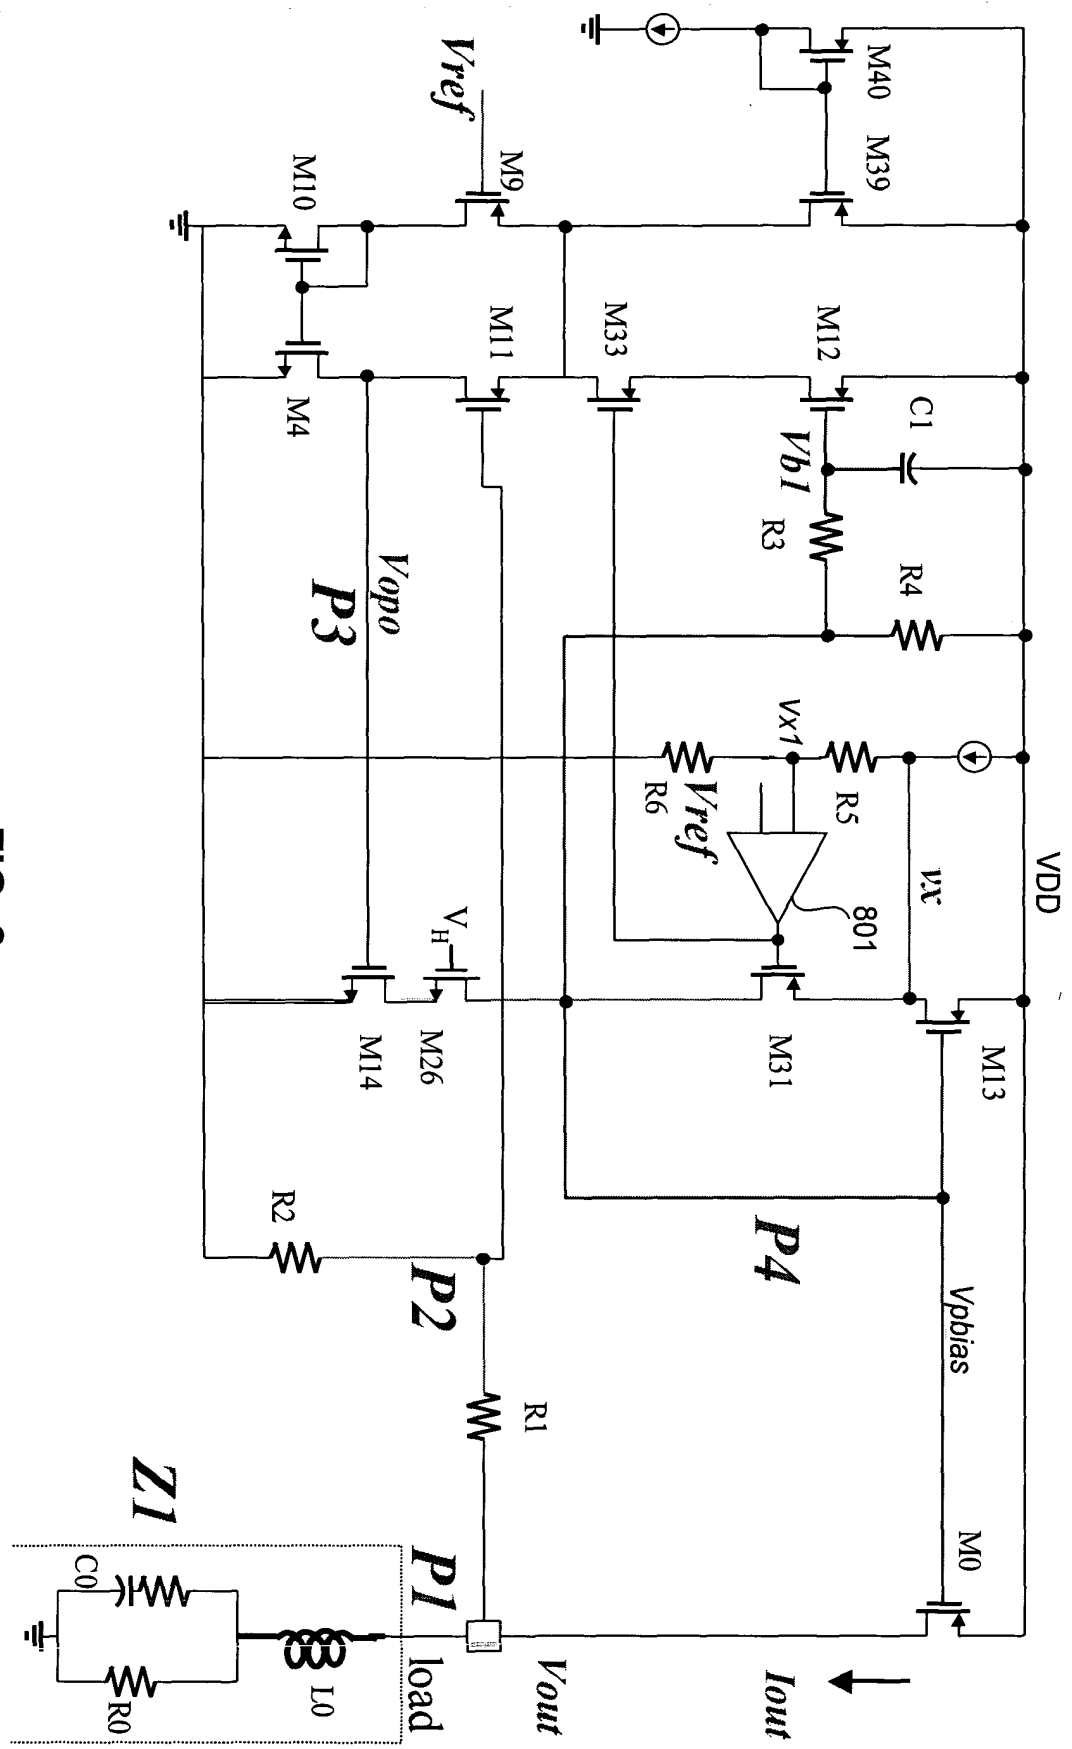 VDD
M40
M39
M12
C1
R4
M13
M0
Iout
Vb1
R3
R5
vx
Vpbias
vx1
801
R6
Vref
M31
P4
M33
Vref
M9
M11
Vout
R1
Vopo
P3
V
H
M26
M14
P2
P1
load
M10
M4
R2
Z1
L0
C0
R0